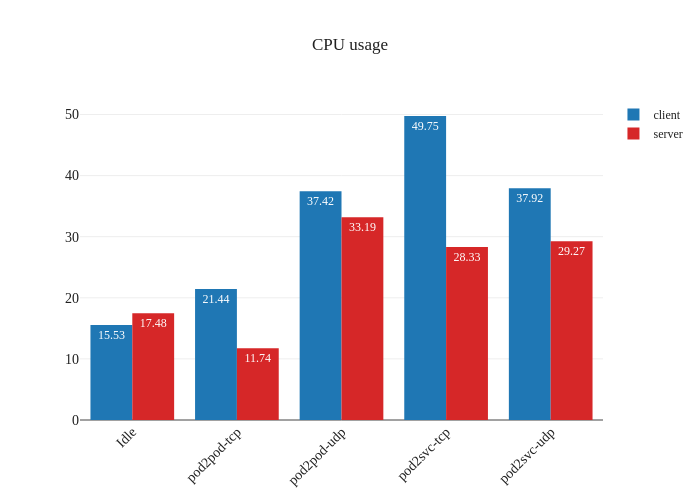 CPU usage
client
server
50
40
30
20
10
0
15.53
17.48
21.44
11.74
37.42
33.19
49.75
28.33
37.92
29.27
Idle
pod2pod-tcp
pod2pod-udp
pod2svc-tcp
pod2svc-udp